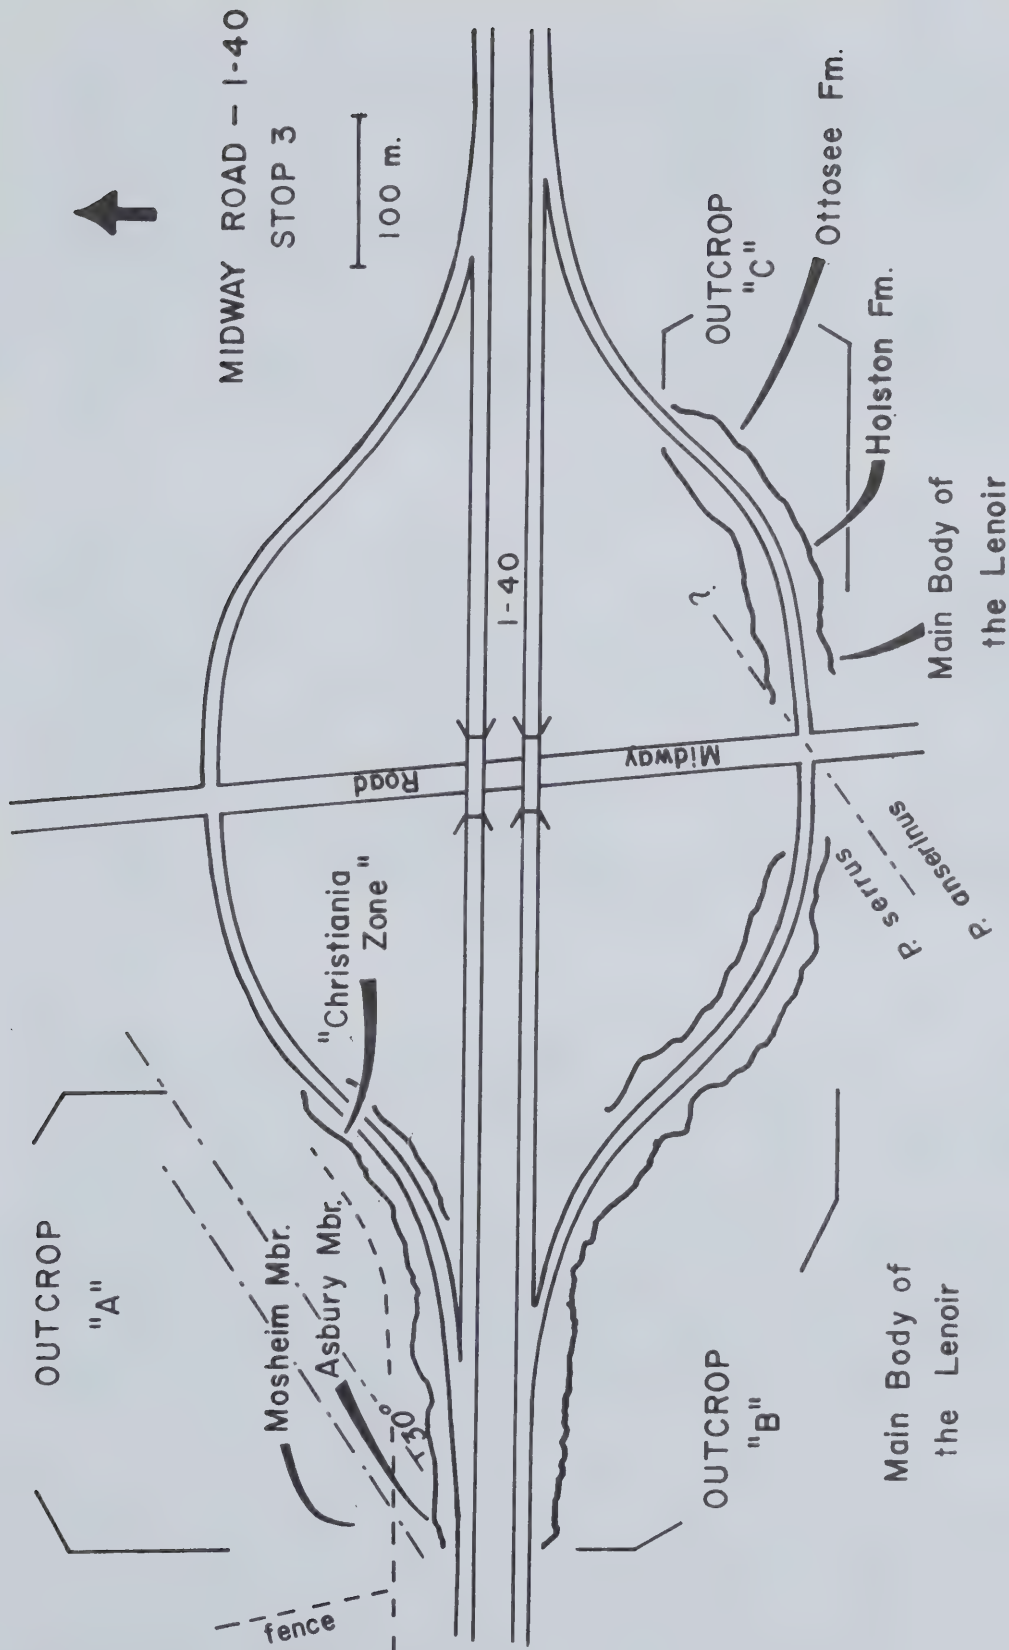 MIDWAY ROAD – I-40
STOP 3
100 m.
OUTCROP
"A"
Mosheim Mbr.
Asbury Mbr.
30°
fence
"Christiania
Zone"
Road
Midway
I-40
OUTCROP
"B"
Main Body of
the Lenoir
P. serrus
P. anserinus
?
OUTCROP
"C"
Ottosee Fm.
Holston Fm.
Main Body of
the Lenoir